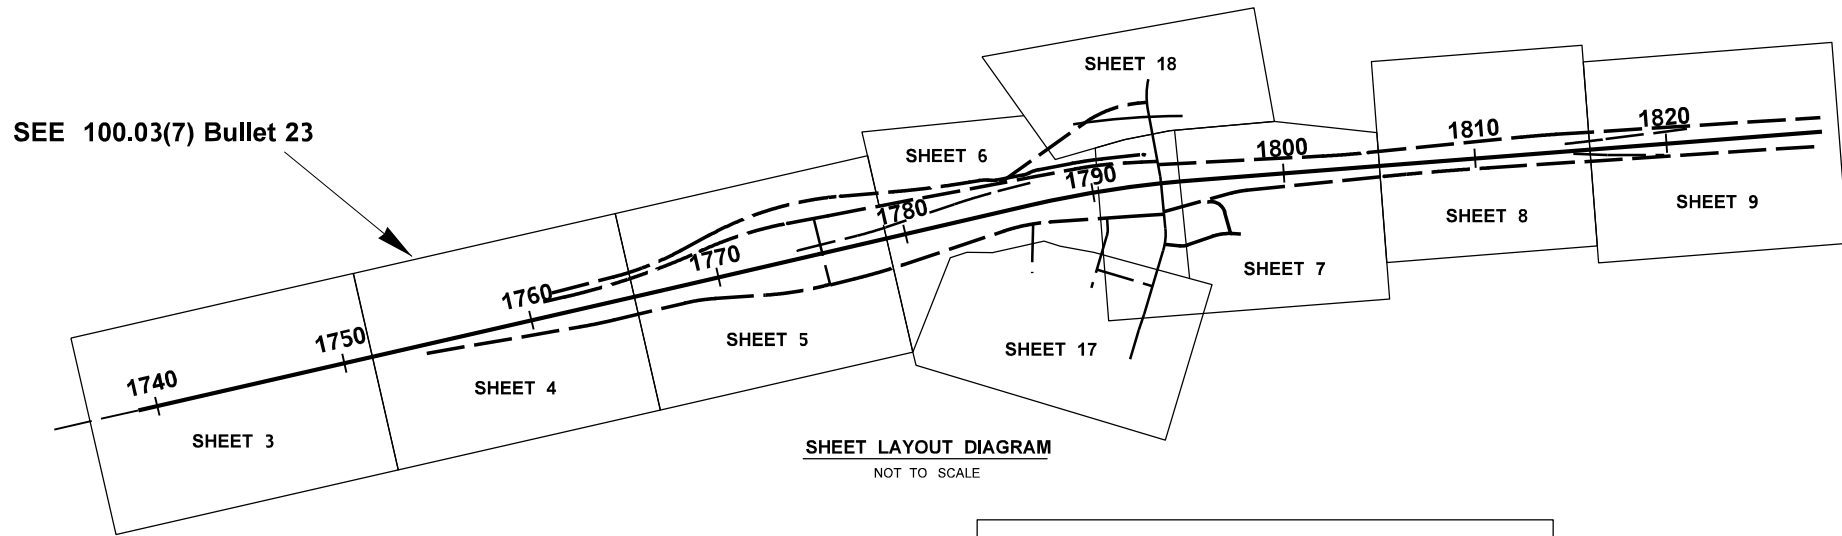 SHEET 18
SEE 100.03(7) Bullet 23
SHEET 6
1800
1810
1820
1790
1780
SHEET 9
SHEET 8
1770
SHEET 7
1760
1750
SHEET 5
SHEET 17
1740
SHEET 4
SHEET 3
SHEET LAYOUT DIAGRAM
NOT TO SCALE